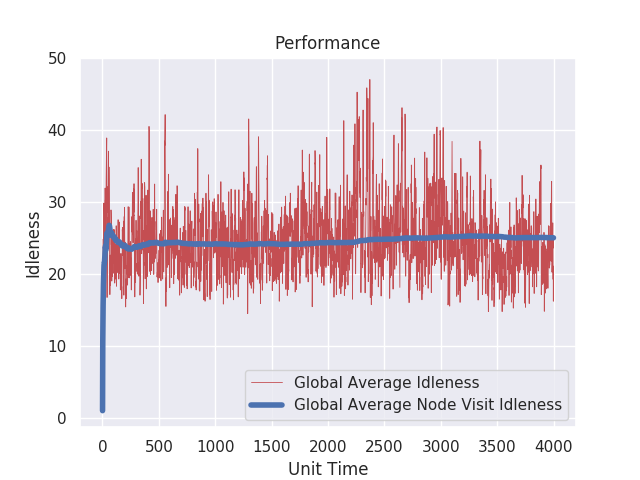 Performance
Idleness
50
40
30
20
10
0
Global Average Idleness
Global Average Node Visit Idleness
0 500 1000 1500 2000 2500 3000 3500 4000
Unit Time